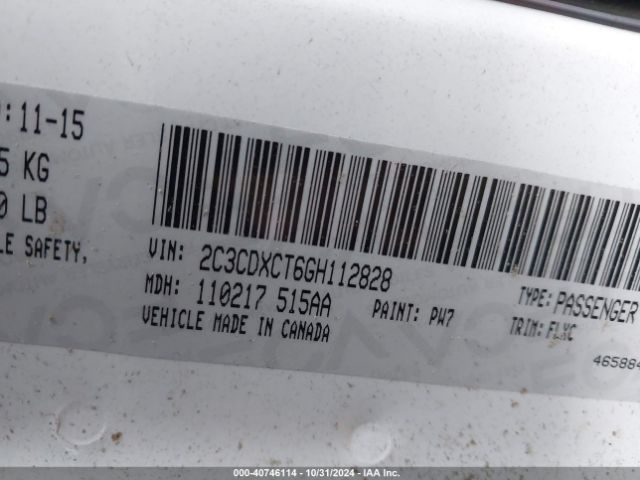 : 11-15
5 KG
0 LB
LE SAFETY,
VIN: 2C3CDXCT6GH112828
TYPE: PASSENGER
MDH: 110217 515AA
PAINT: PW7
TRIM: FLXC
VEHICLE MADE IN CANADA
465884
000-40746114 - 10/31/2024 - IAA Inc.